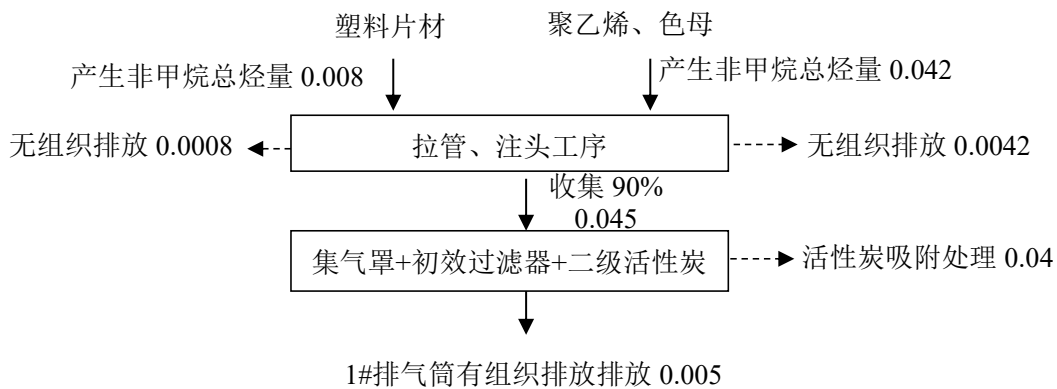 塑料片材
聚乙烯、色母
产生非甲烷总烃量 0.008
产生非甲烷总烃量 0.042
无组织排放 0.0008
拉管、注头工序
无组织排放 0.0042
收集 90%
0.045
集气罩+初效过滤器+二级活性炭
活性炭吸附处理 0.04
1#排气筒有组织排放排放 0.005